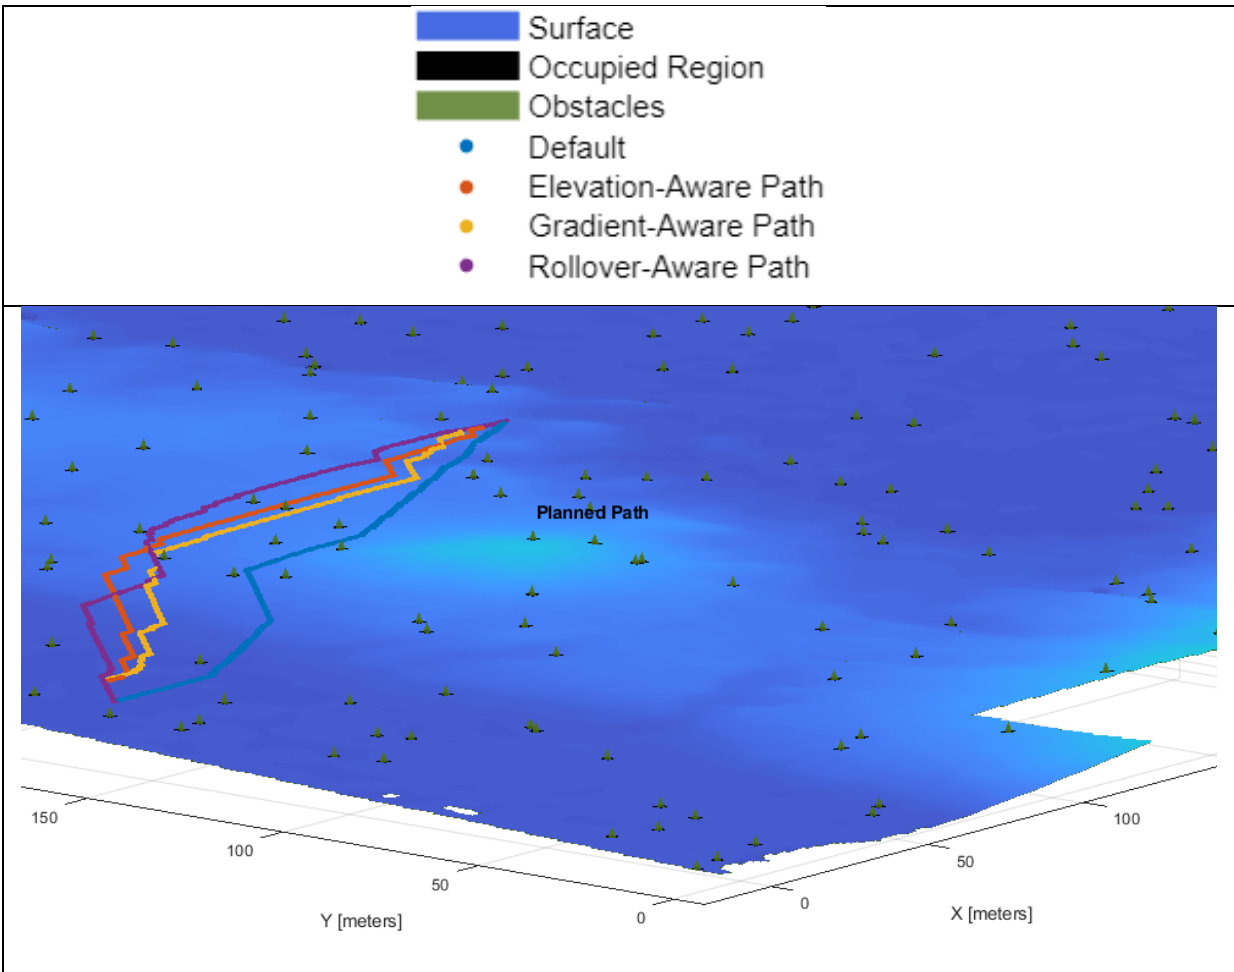 Surface
Occupied Region
Obstacles
Default
Elevation-Aware Path
Gradient-Aware Path
Rollover-Aware Path
Planned Path
150
100
50
0
Y [meters]
0
50
100
X [meters]